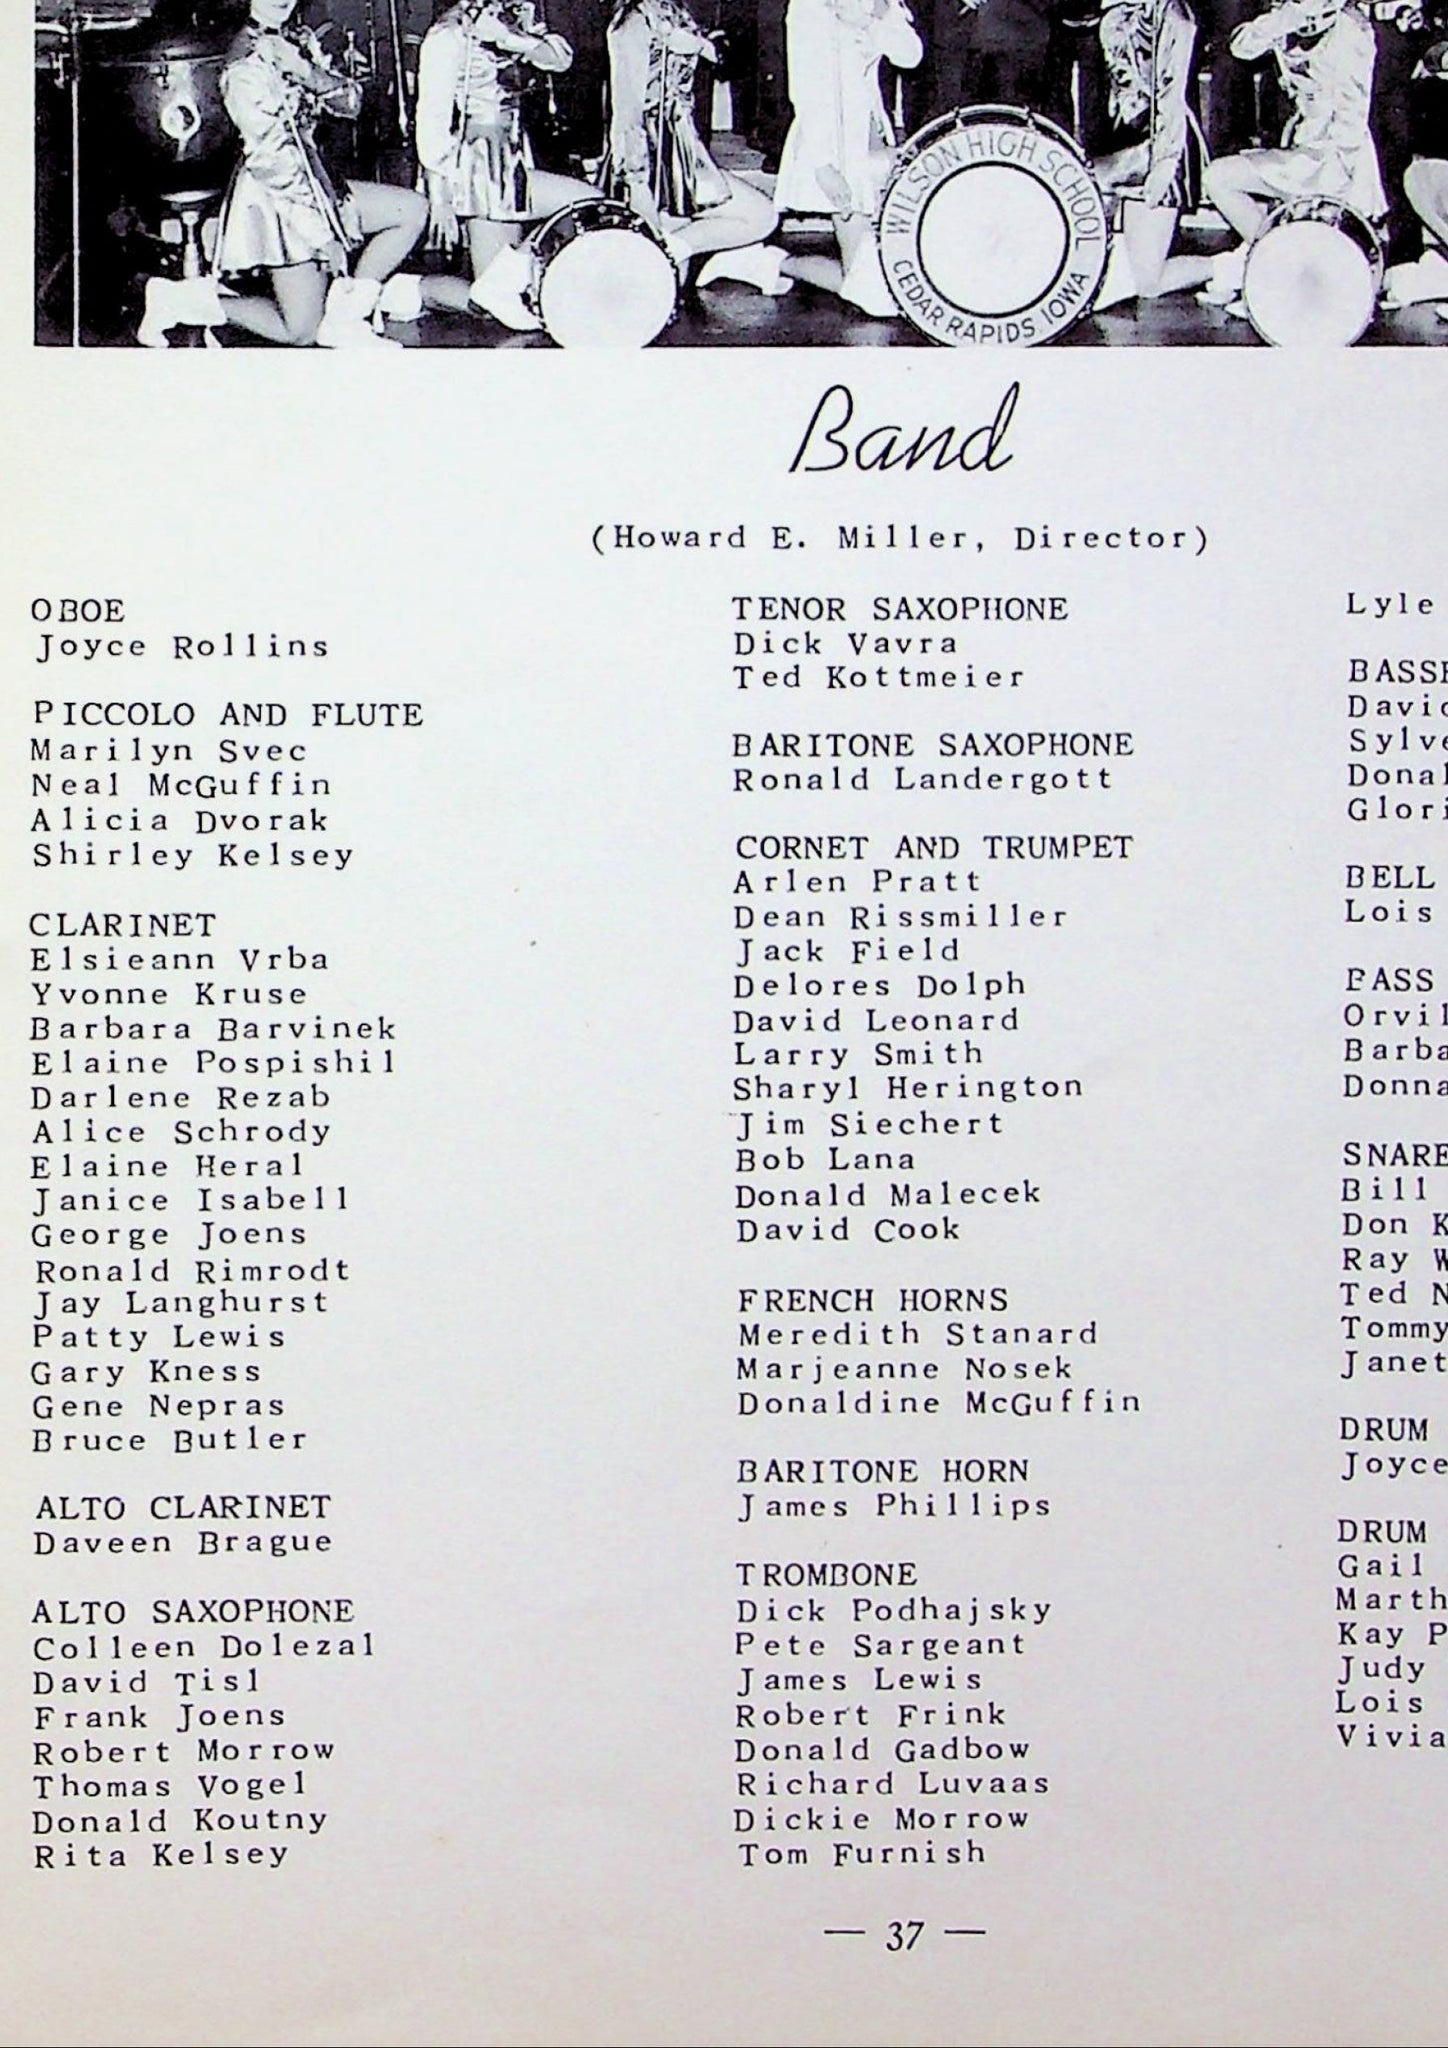 WILSON HIGH SCHOOL
CEDAR RAPIDS, IOWA
Band
(Howard E. Miller, Director)
OBOE
Joyce Rollins
PICCOLO AND FLUTE
Marilyn Svec
Neal McGuffin
Alicia Dvorak
Shirley Kelsey
CLARINET
Elsieann Vrba
Yvonne Kruse
Barbara Barvinek
Elaine Pospishil
Darlene Rezab
Alice Schrody
Elaine Heral
Janice Isabell
George Joens
Ronald Rimrodt
Jay Langhurst
Patty Lewis
Gary Kness
Gene Nepras
Bruce Butler
ALTO CLARINET
Daveen Brague
ALTO SAXOPHONE
Colleen Dolezal
David Tisl
Frank Joens
Robert Morrow
Thomas Vogel
Donald Koutny
Rita Kelsey
TENOR SAXOPHONE
Dick Vavra
Ted Kottmeier
BARITONE SAXOPHONE
Ronald Landergott
CORNET AND TRUMPET
Arlen Pratt
Dean Rissmiller
Jack Field
Delores Dolph
David Leonard
Larry Smith
Sharyl Herington
Jim Siechert
Bob Lana
Donald Malecek
David Cook
FRENCH HORNS
Meredith Stanard
Marjeanne Nosek
Donaldine McGuffin
BARITONE HORN
James Phillips
TROMBONE
Dick Podhajsky
Pete Sargeant
James Lewis
Robert Frink
Donald Gadbow
Richard Luvaas
Dickie Morrow
Tom Furnish
Lyle
BELL
Lois
BASS
SNARE
Bill
Don
Ray
Ted
Tommy
Janet
DRUM
Joyce
DRUM
Gail
Kay
Judy
Lois
— 37 —